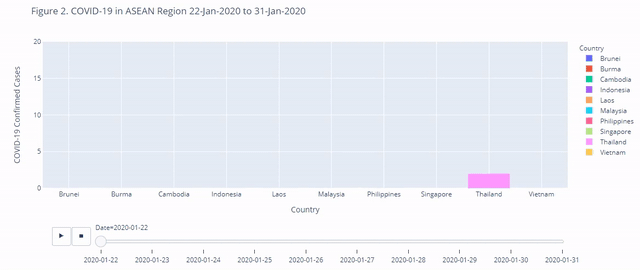 Figure 2. COVID-19 in ASEAN Region 22-Jan-2020 to 31-Jan-2020
COVID-19 Confirmed Cases
20
15
10
5
0
Brunei Burma Cambodia Indonesia Laos Malaysia Philippines Singapore Thailand Vietnam
Country
Country
Brunei
Burma
Cambodia
Indonesia
Laos
Malaysia
Philippines
Singapore
Thailand
Vietnam
Date=2020-01-22
2020-01-22 2020-01-23 2020-01-24 2020-01-25 2020-01-26 2020-01-27 2020-01-28 2020-01-29 2020-01-30 2020-01-31